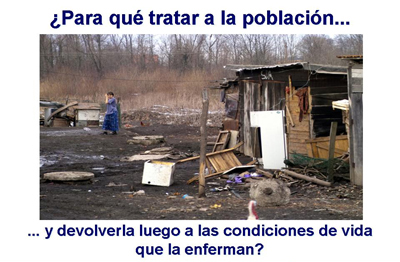 ¿Para qué tratar a la población...
... y devolverla luego a las condiciones de vida
que la enferman?